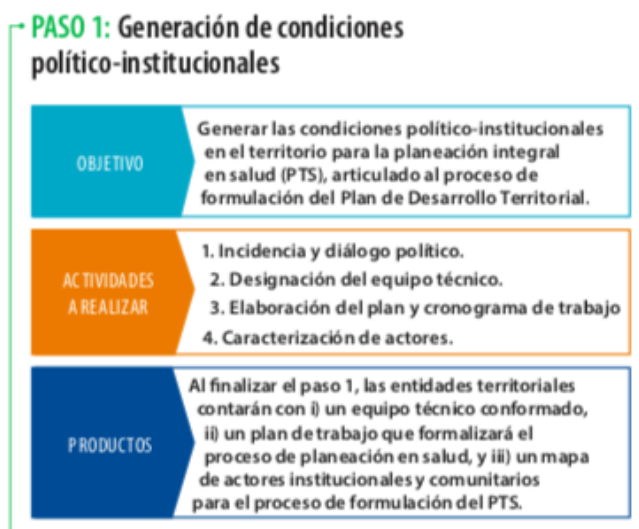 PASO 1: Generación de condiciones
político-institucionales
OBJETIVO
Generar las condiciones político-institucionales
en el territorio para la planeación integral
en salud (PTS), articulado al proceso de
formulación del Plan de Desarrollo Territorial.
ACTIVIDADES
A REALIZAR
1. Incidencia y diálogo político.
2. Designación del equipo técnico.
3. Elaboración del plan y cronograma de trabajo
4. Caracterización de actores.
PRODUCTOS
Al finalizar el paso 1, las entidades territoriales
contarán con i) un equipo técnico conformado,
ii) un plan de trabajo que formalizará el
proceso de planeación en salud, y iii) un mapa
de actores institucionales y comunitarios
para el proceso de formulación del PTS.